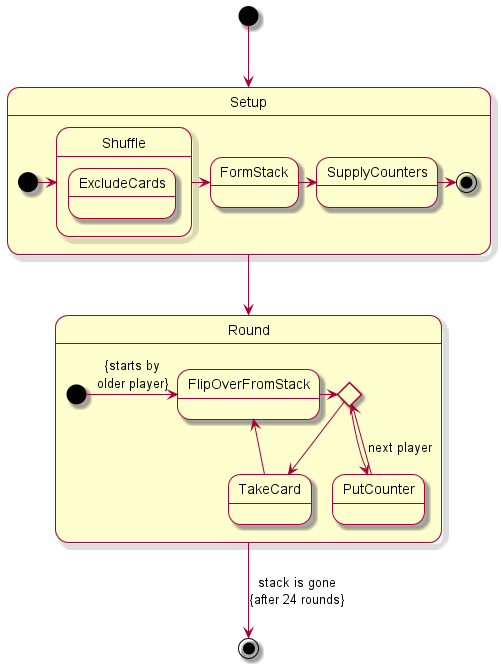 Setup
Shuffle
ExcludeCards
FormStack
SupplyCounters
Round
{starts by
older player}
FlipOverFromStack
next player
TakeCard
PutCounter
stack is gone
{after 24 rounds}